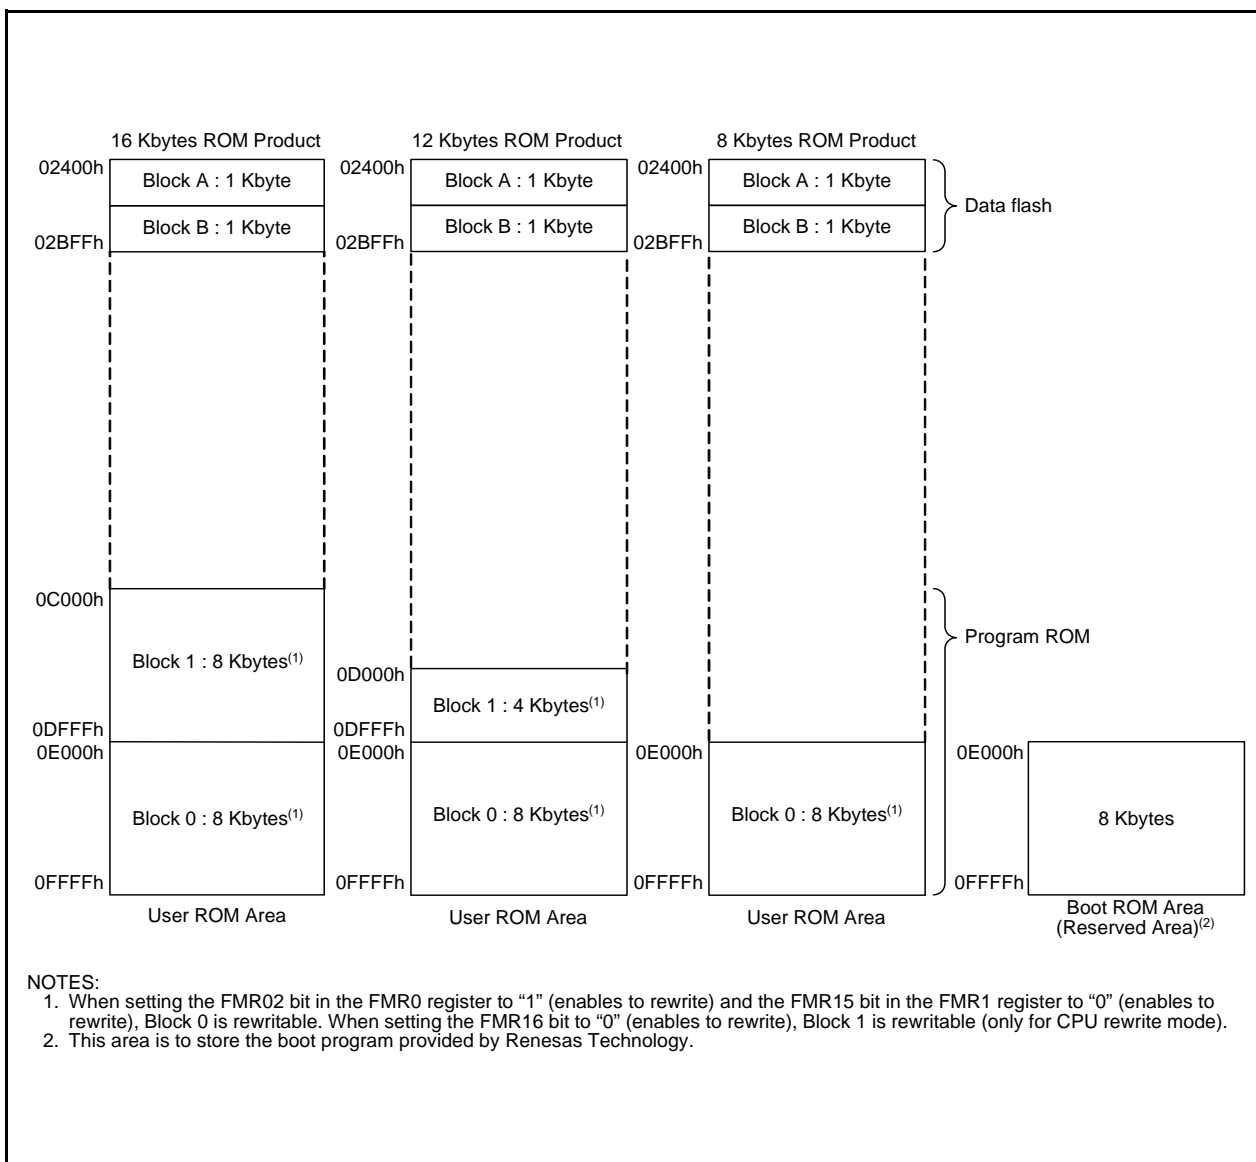 16 Kbytes ROM Product
12 Kbytes ROM Product
8 Kbytes ROM Product
02400h
Block A : 1 Kbyte
02400h
Block A : 1 Kbyte
02400h
Block A : 1 Kbyte
Data flash
Block B : 1 Kbyte
Block B : 1 Kbyte
Block B : 1 Kbyte
02BFFh
02BFFh
02BFFh
0C000h
Program ROM
Block 1 : 8 Kbytes(1)
0D000h
Block 1 : 4 Kbytes(1)
0DFFFh
0DFFFh
0E000h
0E000h
0E000h
0E000h
Block 0 : 8 Kbytes(1)
Block 0 : 8 Kbytes(1)
Block 0 : 8 Kbytes(1)
8 Kbytes
0FFFFh
0FFFFh
0FFFFh
0FFFFh
User ROM Area
User ROM Area
User ROM Area
Boot ROM Area
(Reserved Area)(2)
NOTES:
1. When setting the FMR02 bit in the FMR0 register to “1” (enables to rewrite) and the FMR15 bit in the FMR1 register to “0” (enables to
rewrite), Block 0 is rewritable. When setting the FMR16 bit to “0” (enables to rewrite), Block 1 is rewritable (only for CPU rewrite mode).
2. This area is to store the boot program provided by Renesas Technology.